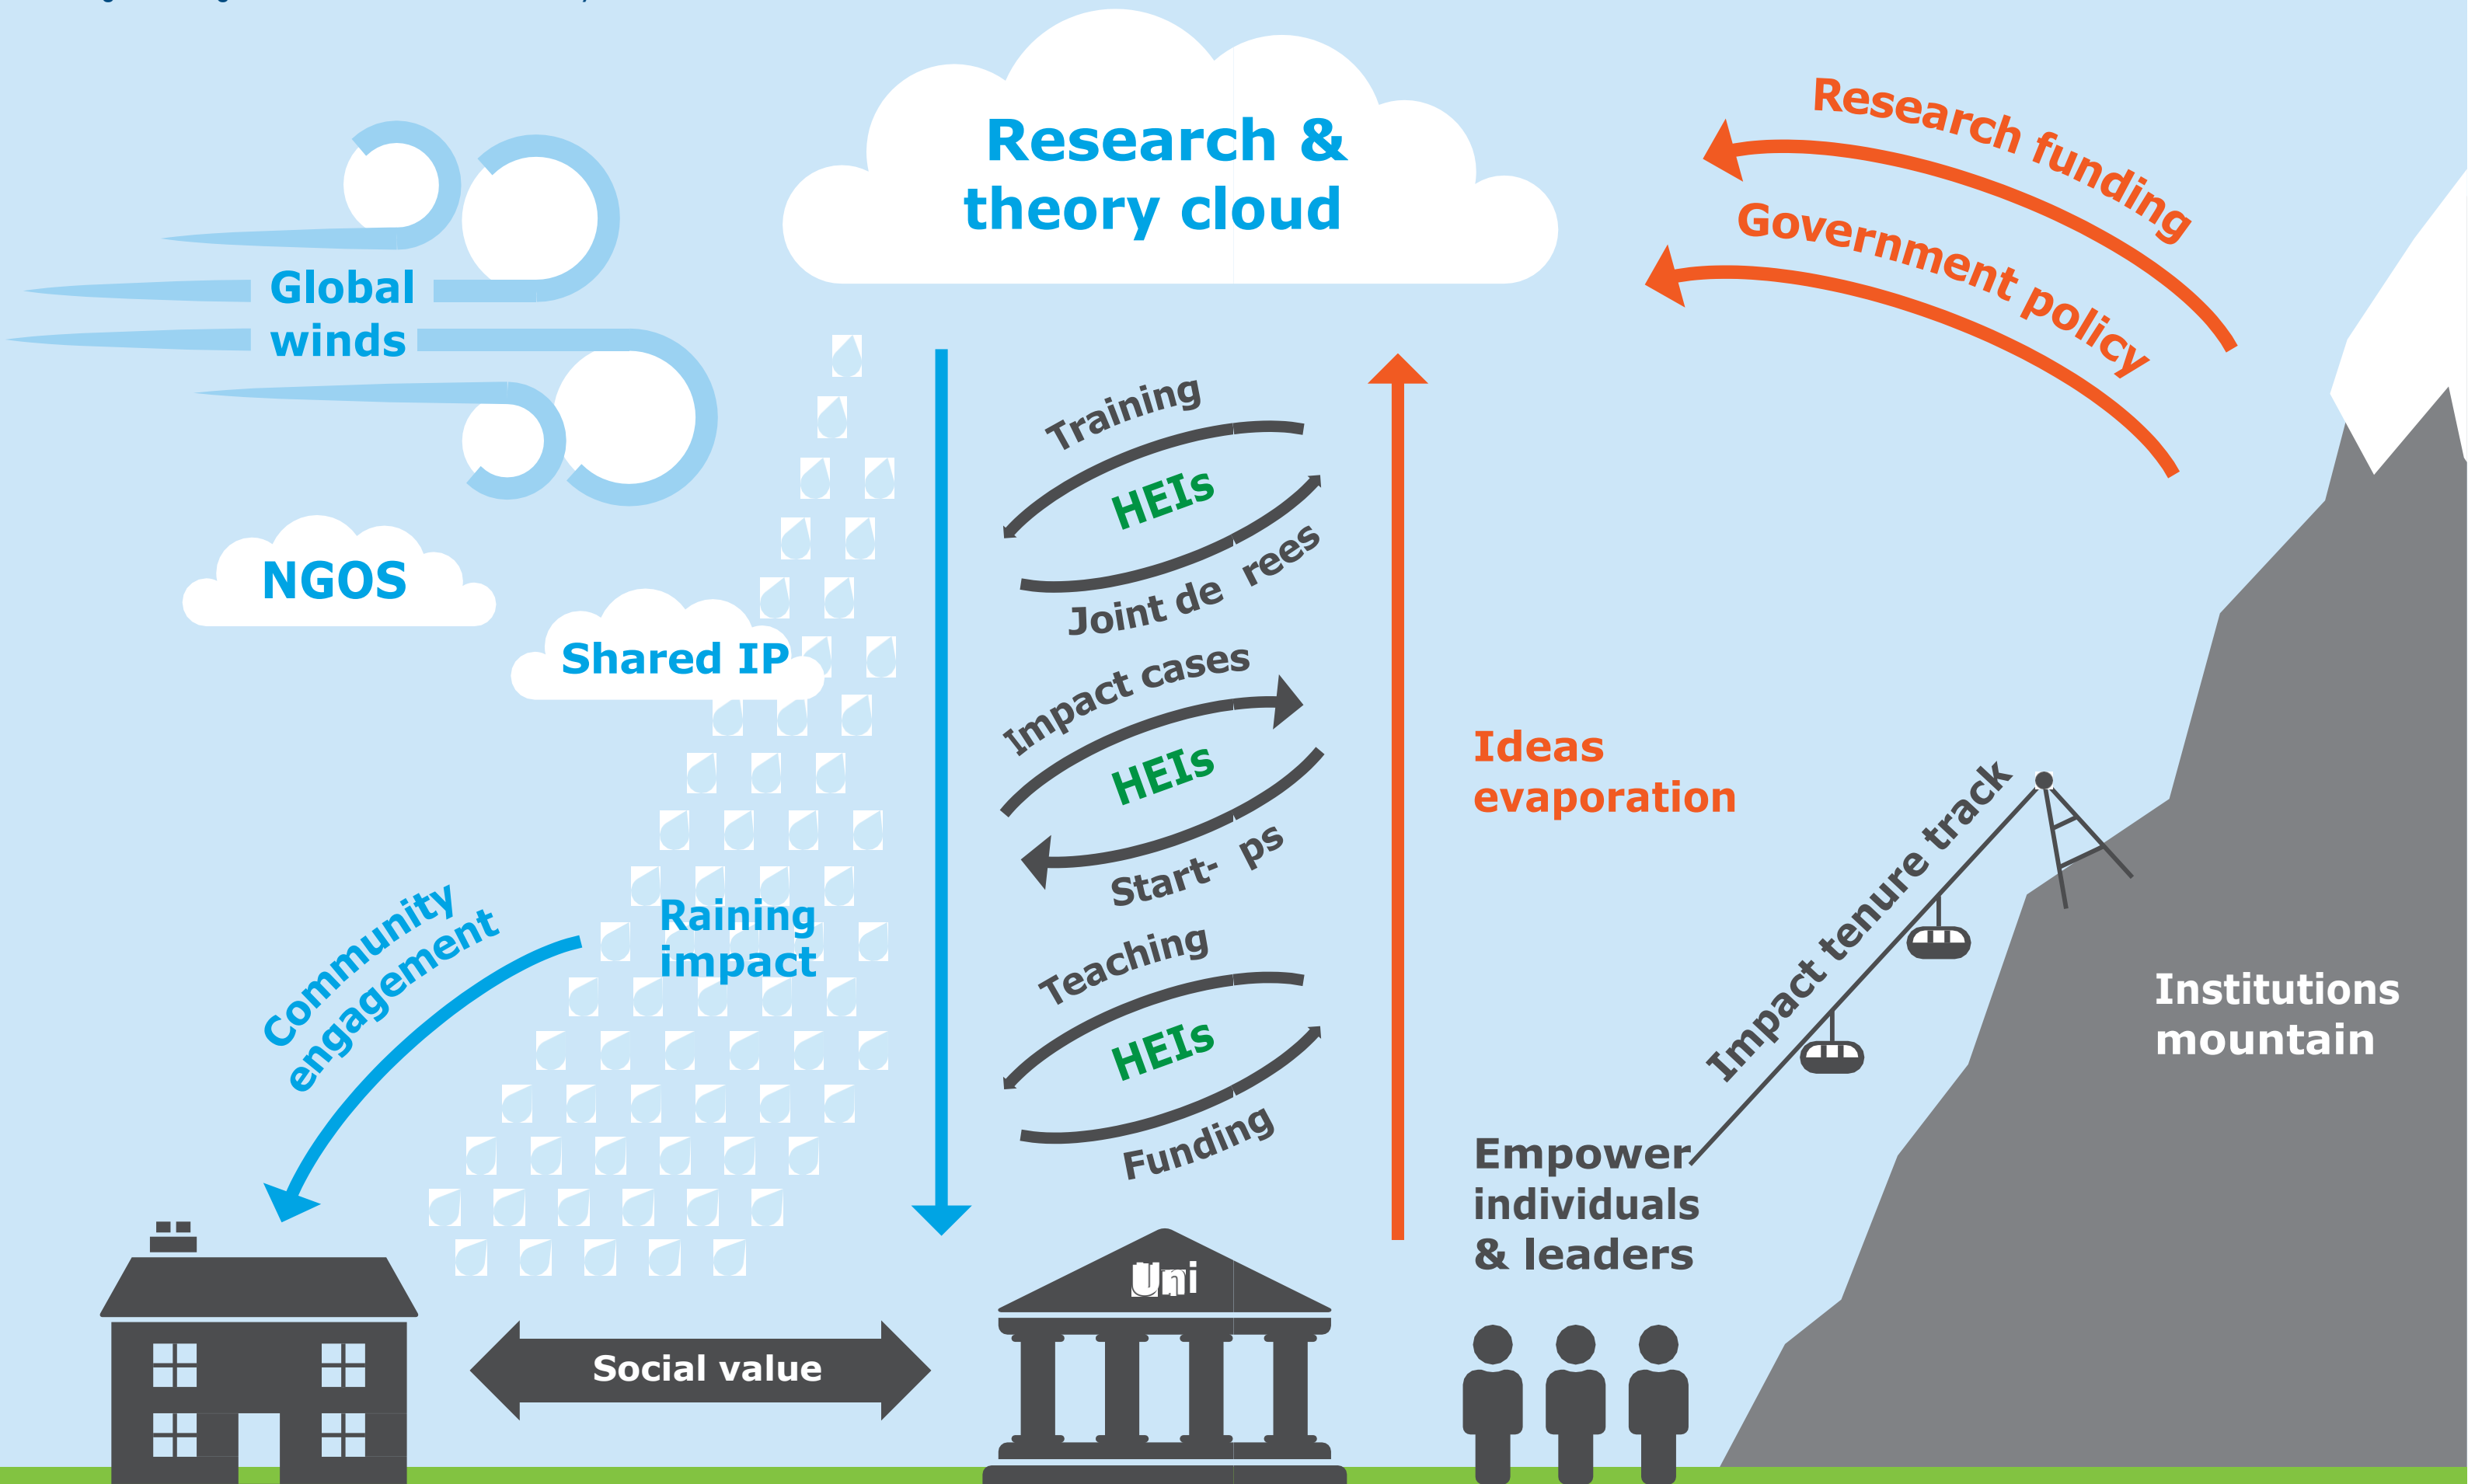 Research &
theory cloud
Research funding
Government policy
Global
winds
Training
HEIs
Joint de rees
NGOS
Shared IP
Impact cases
HEIs
Start- ps
Ideas
evaporation
Impact tenure track
Community
engagement
Raining
impact
Teaching
HEIs
Funding
Institutions
mountain
Empower
individuals
& leaders
Uni
Social value